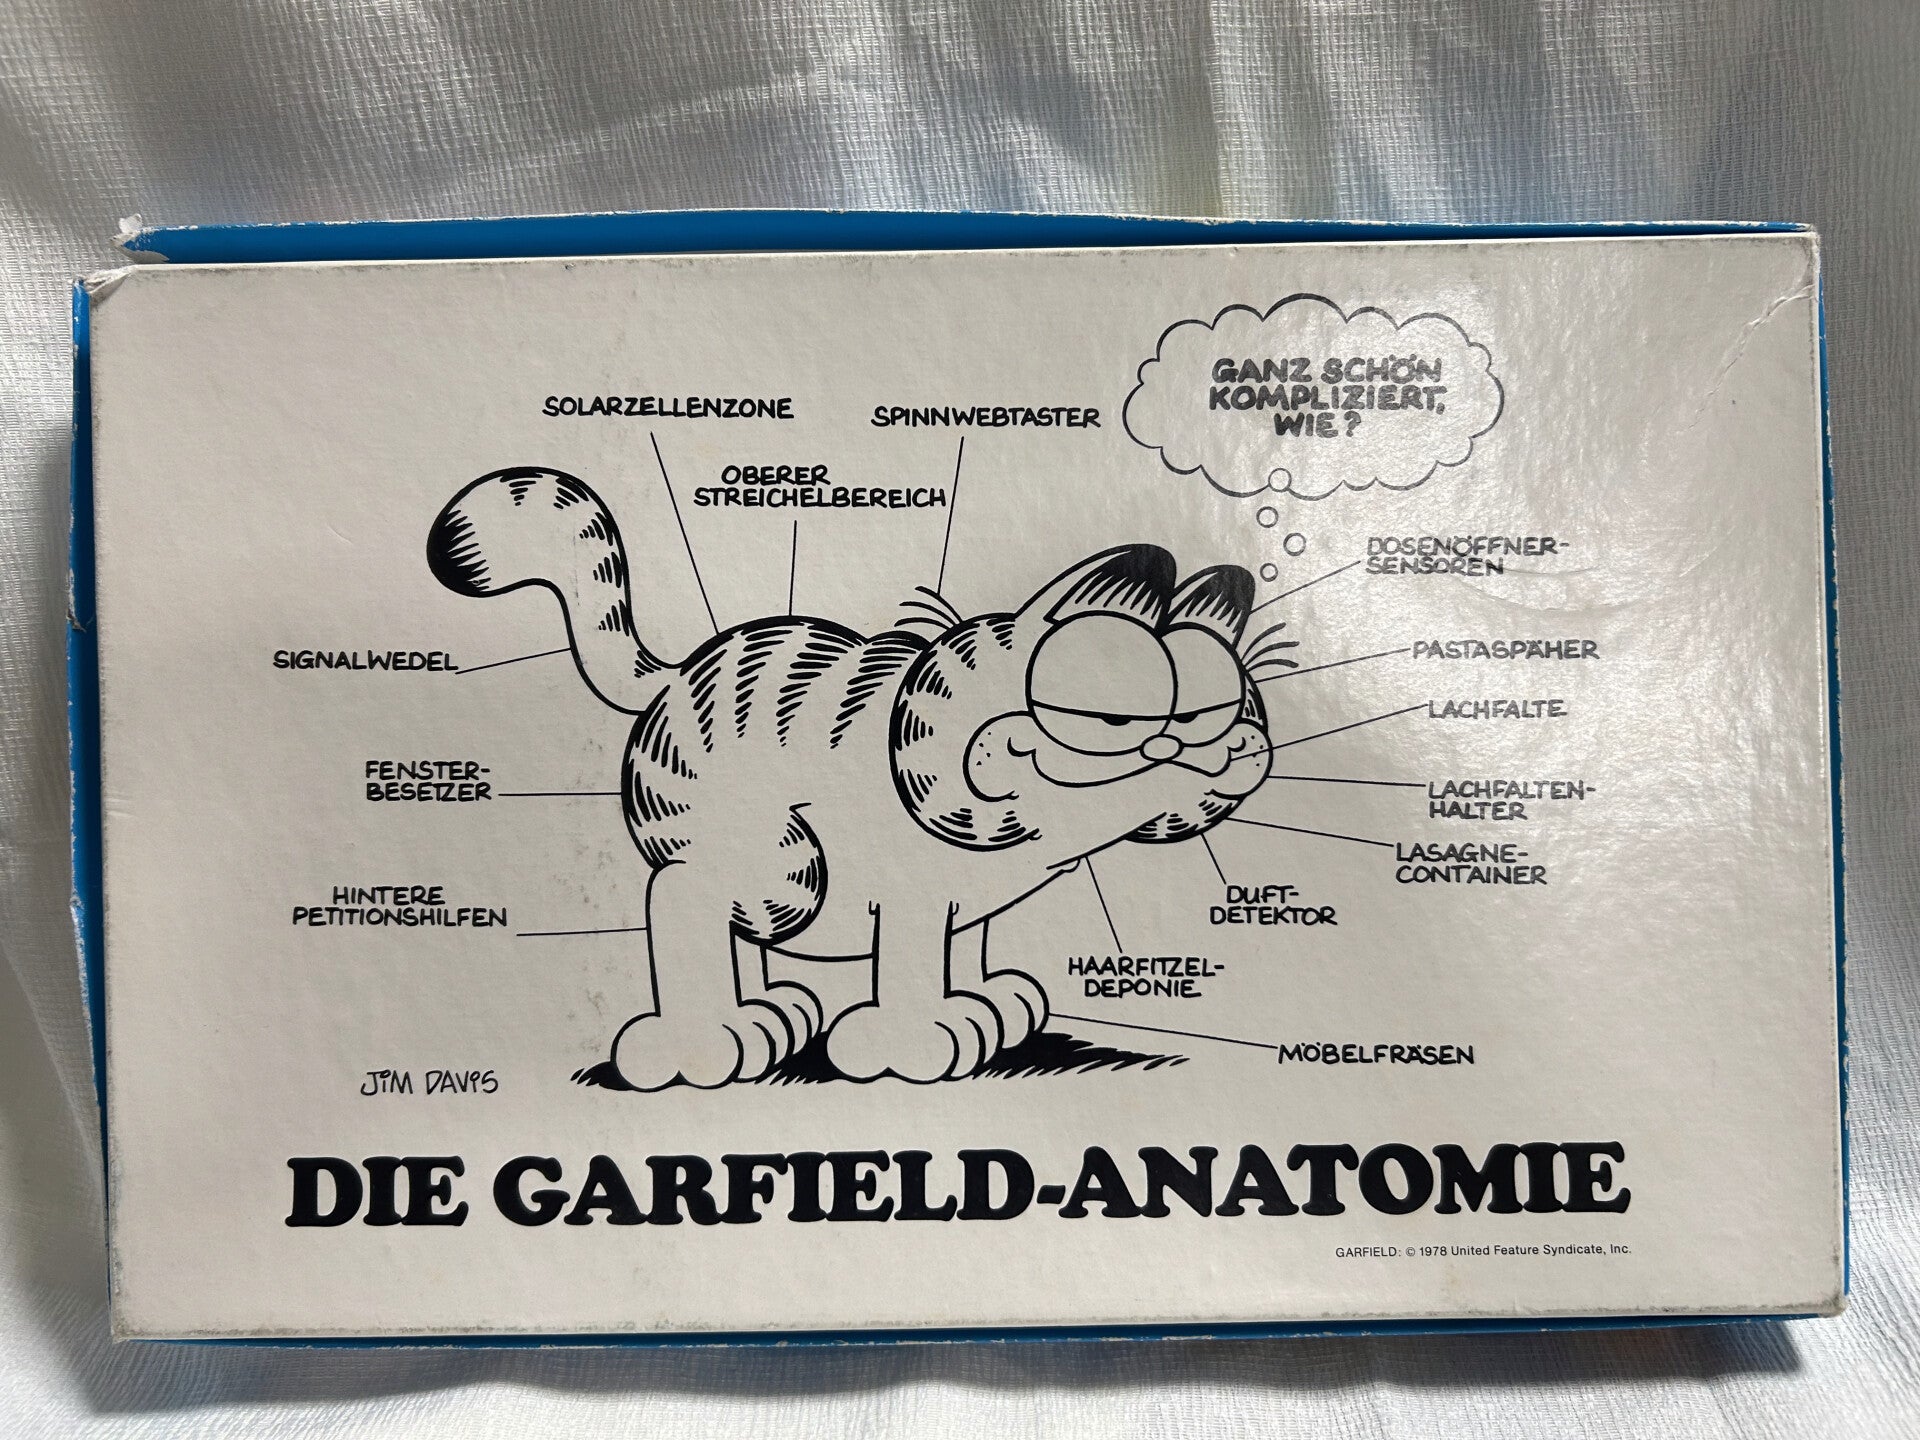 GANZ SCHÖN
KOMPLIZIERT,
WIE?
SOLARZELLENZONE
SPINNWEBTASTER
OBERER
STREICHELBEREICH
DOSENÖFFNER-
SENSOREN
SIGNALWEDEL
PASTASPÄHER
LACHFALTE
FENSTER-
BESETZER
LACHFALTEN-
HALTER
LASAGNE-
CONTAINER
HINTERE
PETITIONSHILFEN
DUFT-
DETEKTOR
HAARFITZEL-
DEPONIE
MÖBELFRÄSEN
JIM DAVIS
DIE GARFIELD-ANATOMIE
GARFIELD: © 1978 United Feature Syndicate, Inc.